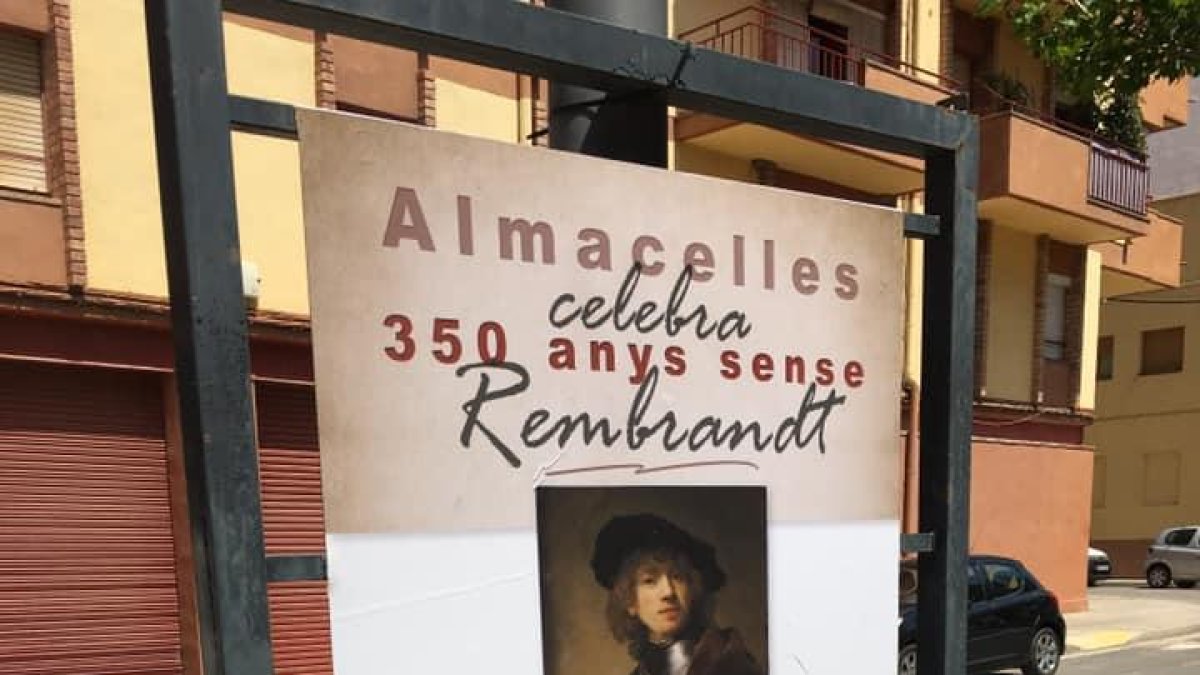 Almacelles
celebra
350 anys sense
Rembrandt